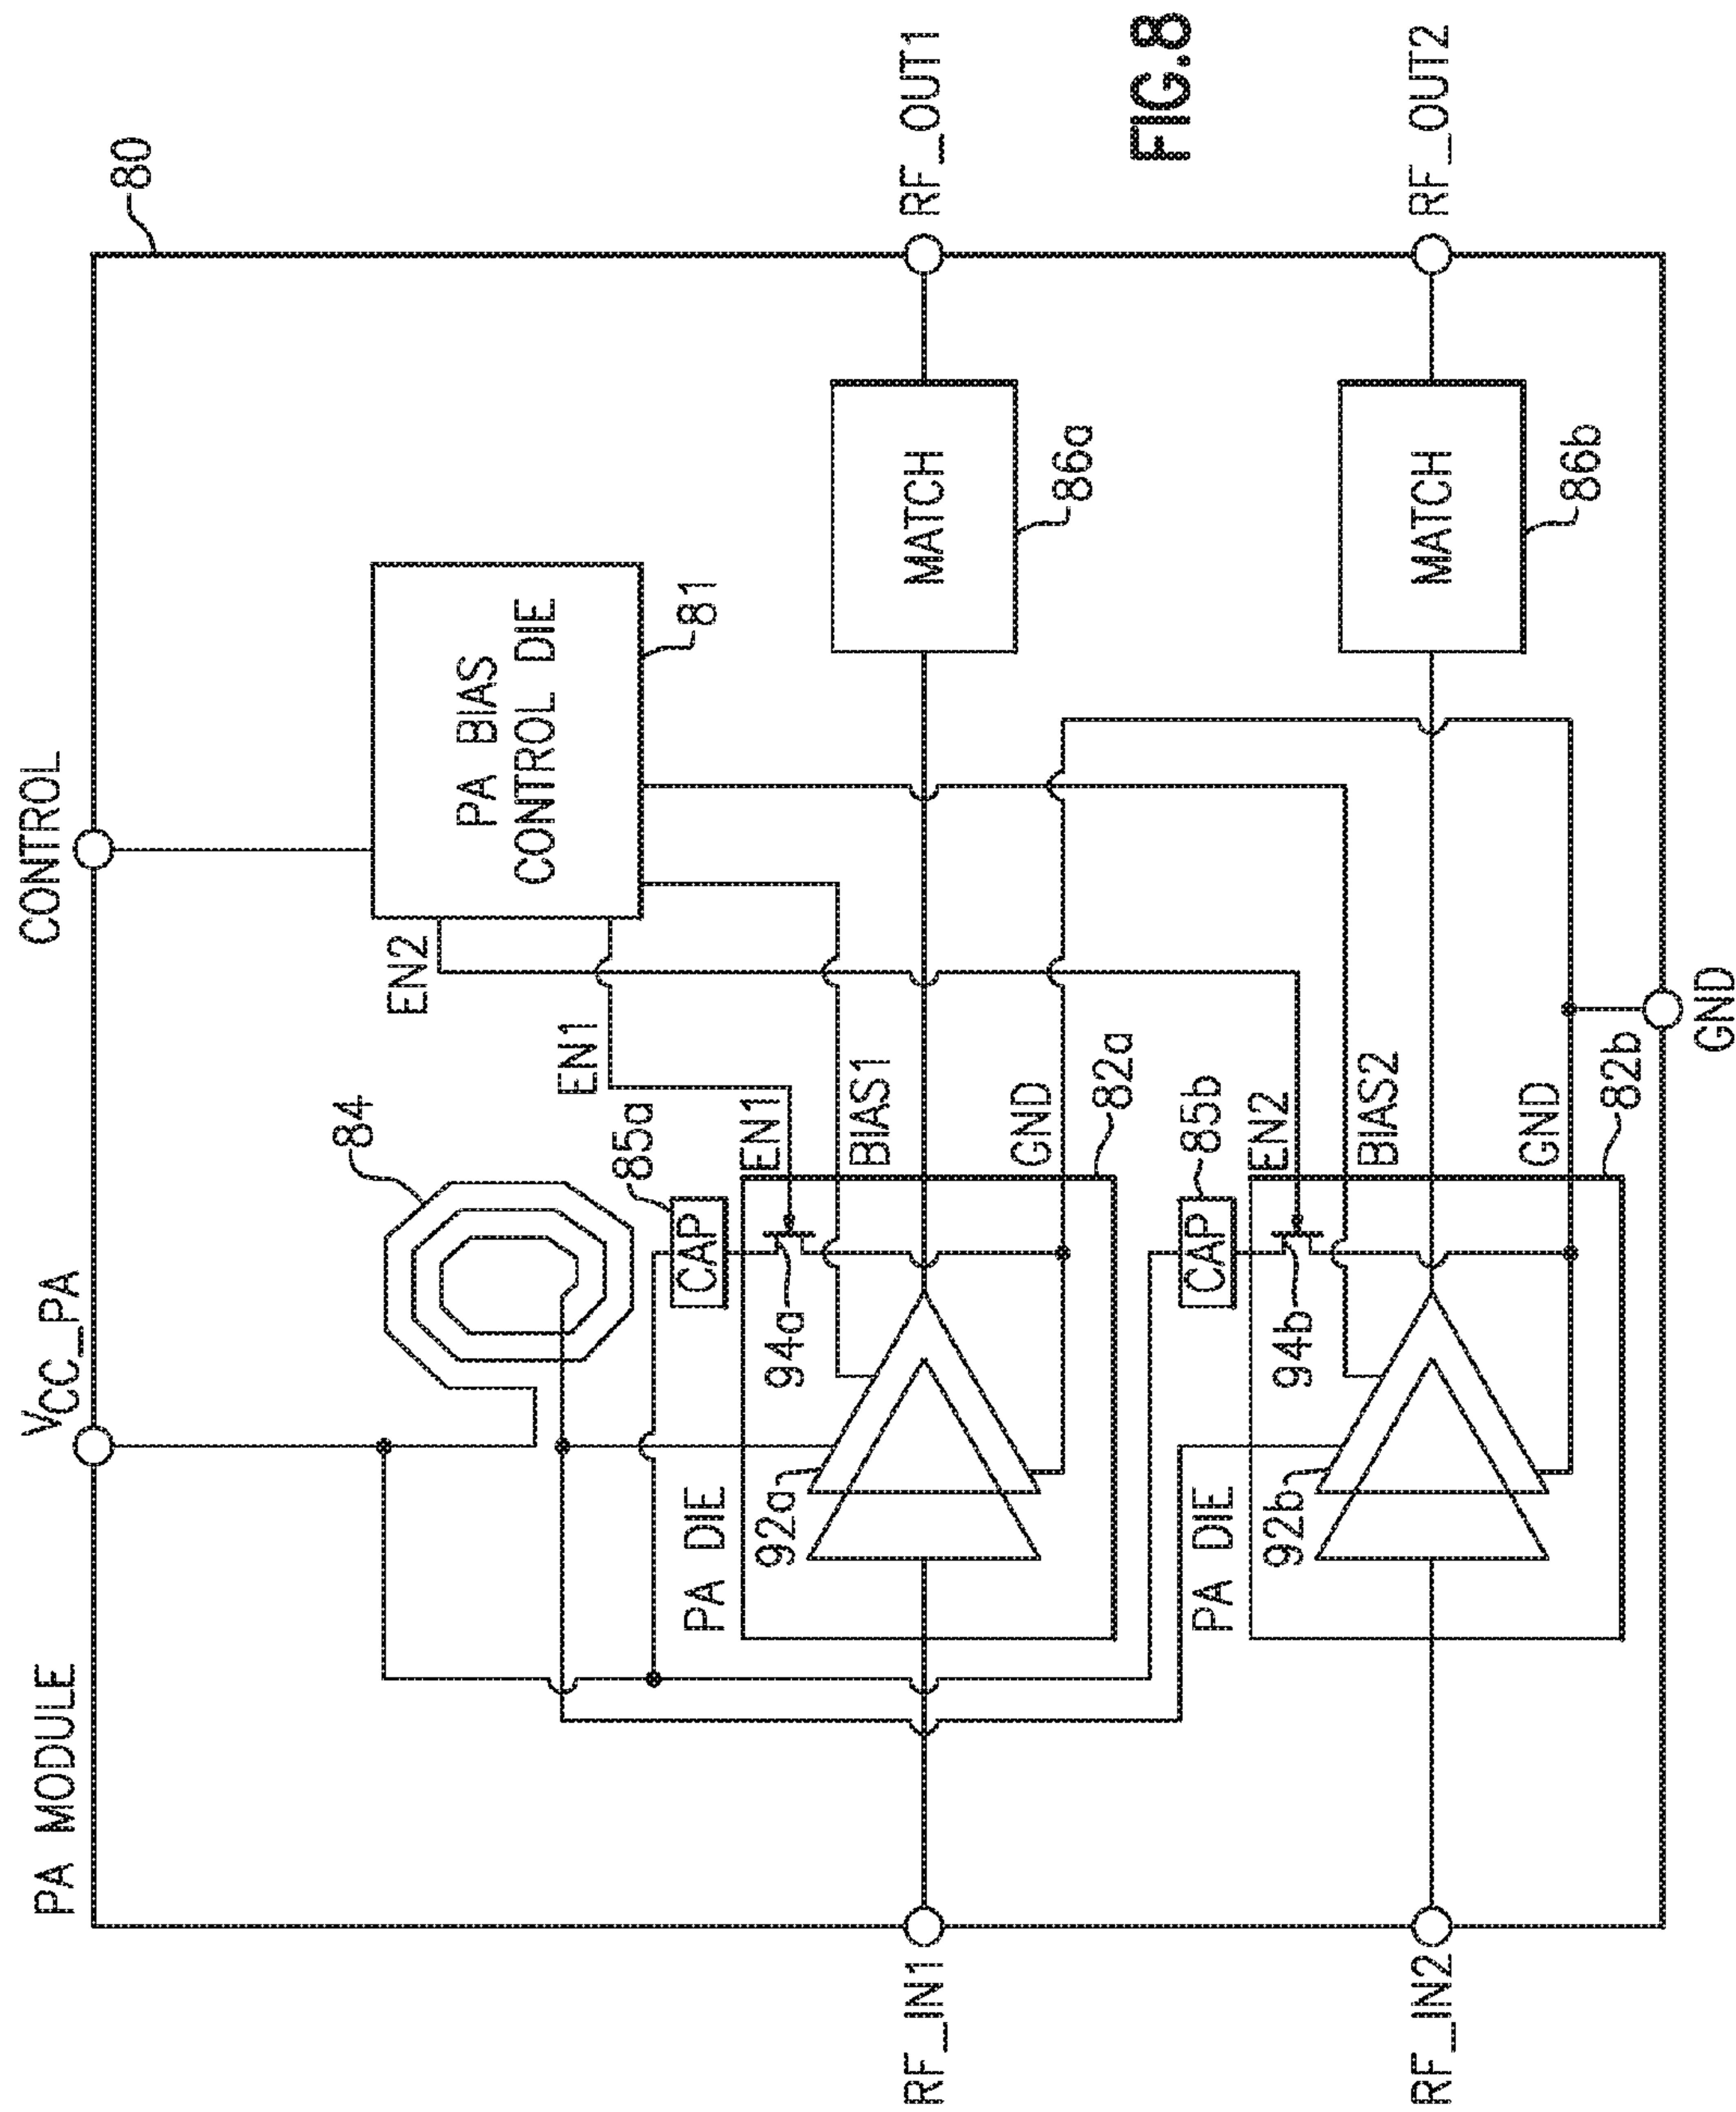 PA MODULE
VCC_PA
CONTROL
80
84
EN2
EN1
PA BIAS
CONTROL DIE
81
85a
CAP
EN1
BIAS1
GND
82a
PA DIE
92a
94a
MATCH
86a
RF_IN1
RF_OUT1
85b
CAP
EN2
BIAS2
GND
82b
PA DIE
92b
94b
MATCH
86b
RF_IN2
RF_OUT2
GND
FIG.8